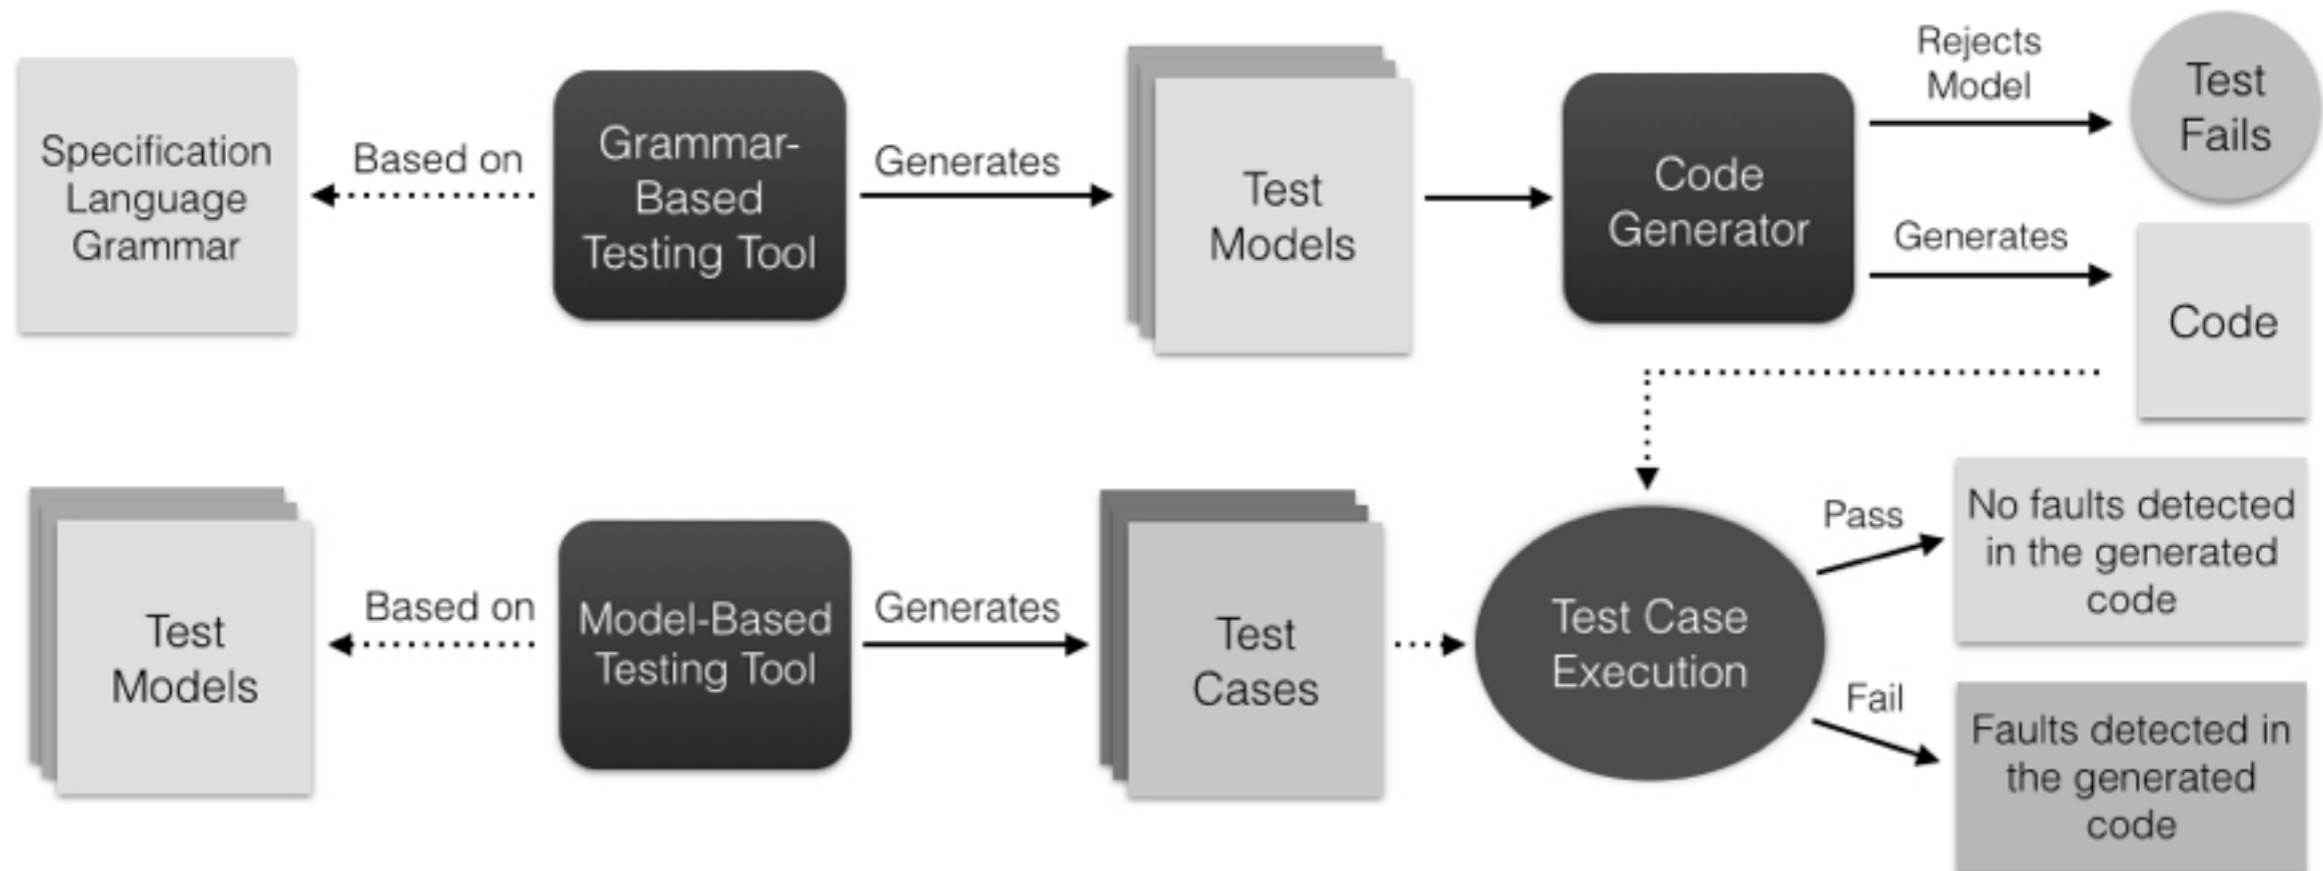 Specification
Language
Grammar
Based on
Grammar-
Based
Testing Tool
Generates
Test
Models
Code
Generator
Rejects
Model
Test
Fails
Generates
Code
Test
Models
Based on
Model-Based
Testing Tool
Generates
Test
Cases
Test Case
Execution
Pass
No faults detected
in the generated
code
Fail
Faults detected in
the generated
code